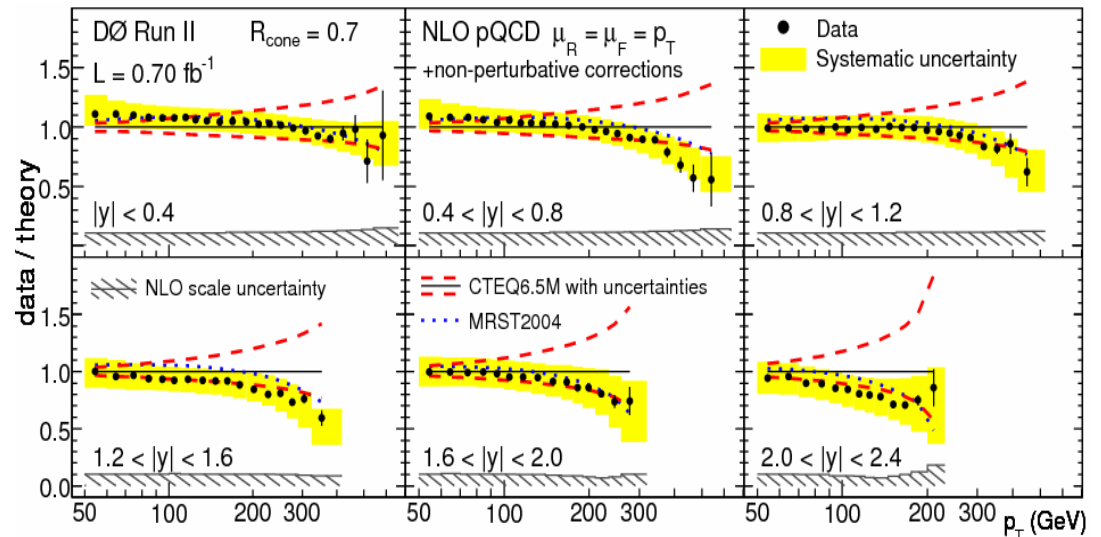 DØ Run II
R_cone = 0.7
L = 0.70 fb⁻¹
NLO pQCD μ_R = μ_F = p_T
+non-perturbative corrections
Data
Systematic uncertainty
1.5
1.0
0.5
|y| < 0.4
0.4 < |y| < 0.8
0.8 < |y| < 1.2
data / theory
NLO scale uncertainty
CTEQ6.5M with uncertainties
MRST2004
1.5
1.0
0.5
0.0
1.2 < |y| < 1.6
1.6 < |y| < 2.0
2.0 < |y| < 2.4
50 100 200 300
50 100 200 300
50 100 200 300
p_T (GeV)